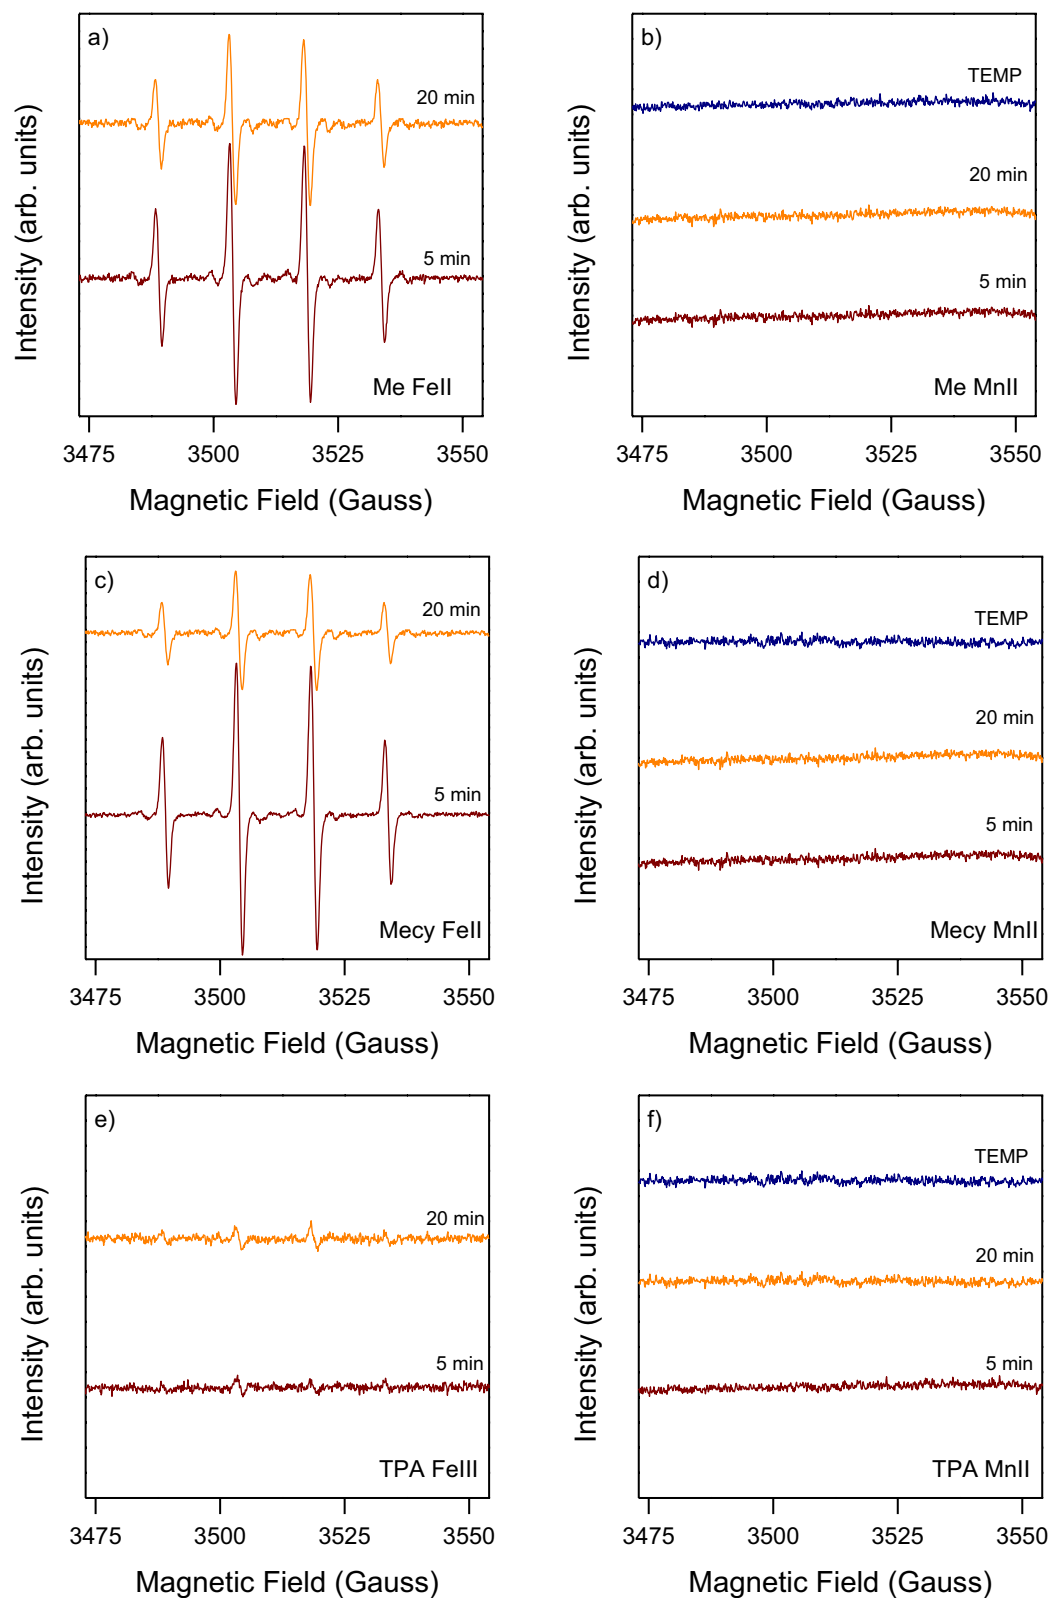 a)
20 min
5 min
Me FeII
Intensity (arb. units)
3475 3500 3525 3550
Magnetic Field (Gauss)
b)
TEMP
20 min
5 min
Me MnII
Intensity (arb. units)
3475 3500 3525 3550
Magnetic Field (Gauss)
c)
20 min
5 min
Mecy FeII
Intensity (arb. units)
3475 3500 3525 3550
Magnetic Field (Gauss)
d)
TEMP
20 min
5 min
Mecy MnII
Intensity (arb. units)
3475 3500 3525 3550
Magnetic Field (Gauss)
e)
20 min
5 min
TPA FeIII
Intensity (arb. units)
3475 3500 3525 3550
Magnetic Field (Gauss)
f)
TEMP
20 min
5 min
TPA MnII
Intensity (arb. units)
3475 3500 3525 3550
Magnetic Field (Gauss)